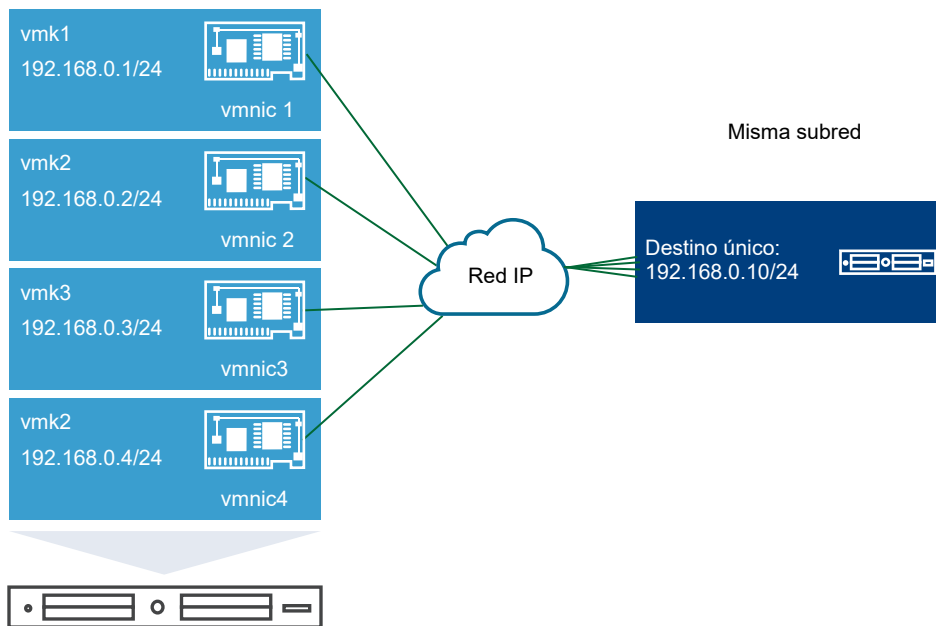 vmk1
192.168.0.1/24
vmnic 1
vmk2
192.168.0.2/24
vmnic 2
vmk3
192.168.0.3/24
vmnic3
vmk2
192.168.0.4/24
vmnic4
Red IP
Misma subred
Destino único:
192.168.0.10/24